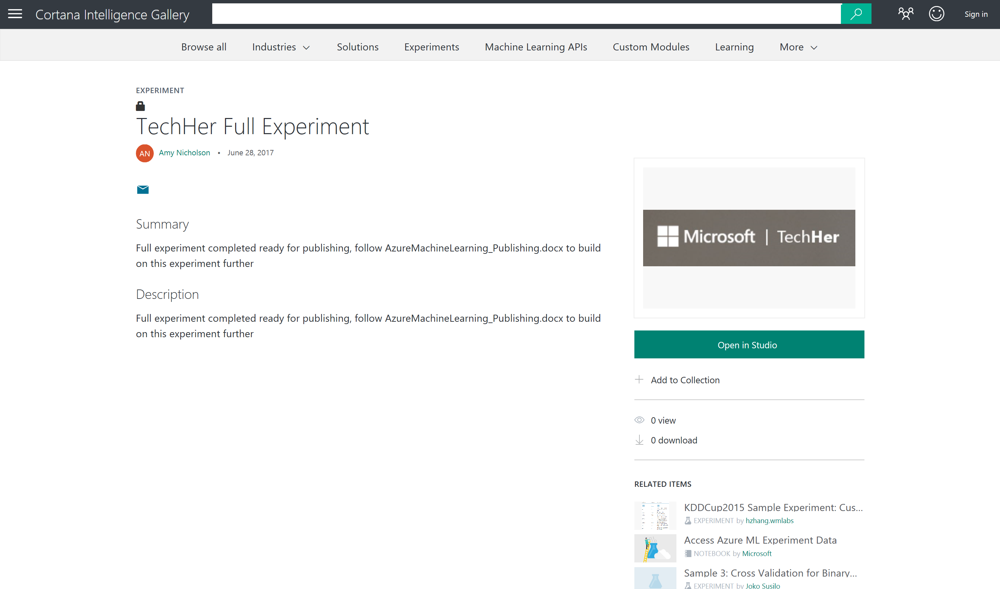 Cortana Intelligence Gallery
Sign in
Browse all Industries Solutions Experiments Machine Learning APIs Custom Modules Learning More
EXPERIMENT
TechHer Full Experiment
AN Amy Nicholson • June 28, 2017
Summary
Full experiment completed ready for publishing, follow AzureMachineLearning_Publishing.docx to build
on this experiment further
Description
Full experiment completed ready for publishing, follow AzureMachineLearning_Publishing.docx to build
on this experiment further
Microsoft | TechHer
Open in Studio
Add to Collection
0 view
0 download
RELATED ITEMS
KDDCup2015 Sample Experiment: Cus...
EXPERIMENT by hzhang.wmlabs
Access Azure ML Experiment Data
NOTEBOOK by Microsoft
Sample 3: Cross Validation for Binary...
EXPERIMENT by Joko Susilo